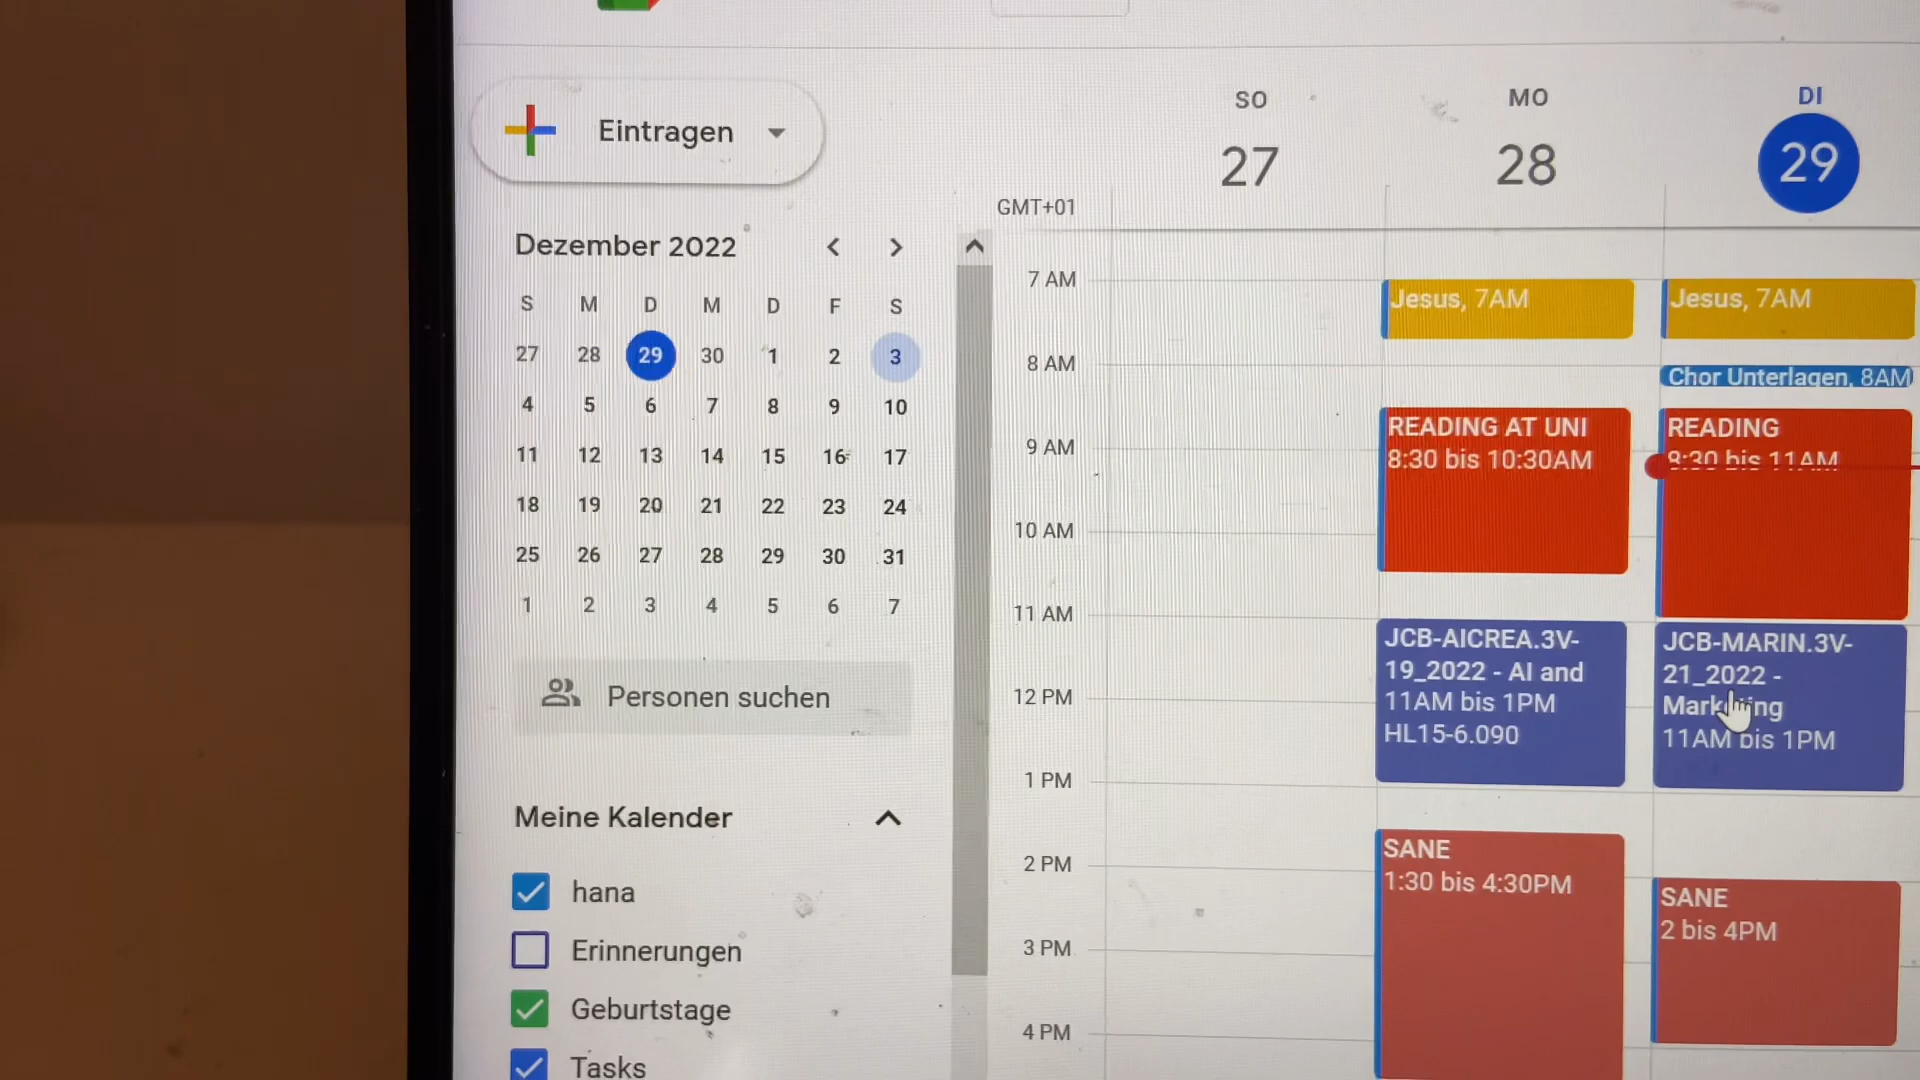 Eintragen
SO
MO
DI
27
28
29
GMT+01
Dezember 2022
S M D M D F S
27 28 29 30 1 2 3
4 5 6 7 8 9 10
11 12 13 14 15 16 17
18 19 20 21 22 23 24
25 26 27 28 29 30 31
1 2 3 4 5 6 7
Personen suchen
Meine Kalender
hana
Erinnerungen
Geburtstage
Tasks
7 AM
8 AM
9 AM
10 AM
11 AM
12 PM
1 PM
2 PM
3 PM
4 PM
Jesus, 7AM
READING AT UNI
8:30 bis 10:30AM
JCB-AICREA.3V-
19_2022 - AI and
11AM bis 1PM
HL15-6.090
SANE
1:30 bis 4:30PM
Jesus, 7AM
Chor Unterlagen, 8AM
READING
8:30 bis 11AM
JCB-MARIN.3V-
21_2022 -
Marketing
11AM bis 1PM
SANE
2 bis 4PM